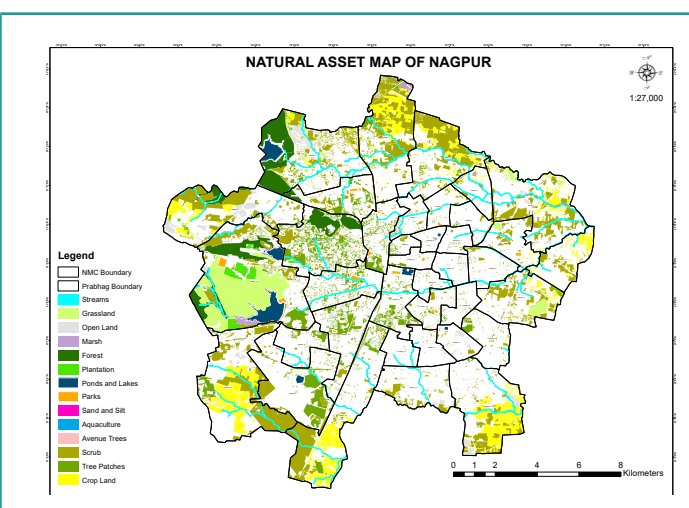 NATURAL ASSET MAP OF NAGPUR
1:27,000
Legend
NMC Boundary
Prabhag Boundary
Streams
Grassland
Open Land
Marsh
Forest
Plantation
Ponds and Lakes
Parks
Sand and Silt
Aquaculture
Avenue Trees
Scrub
Tree Patches
Crop Land
0 1 2 4 6 8
Kilometers